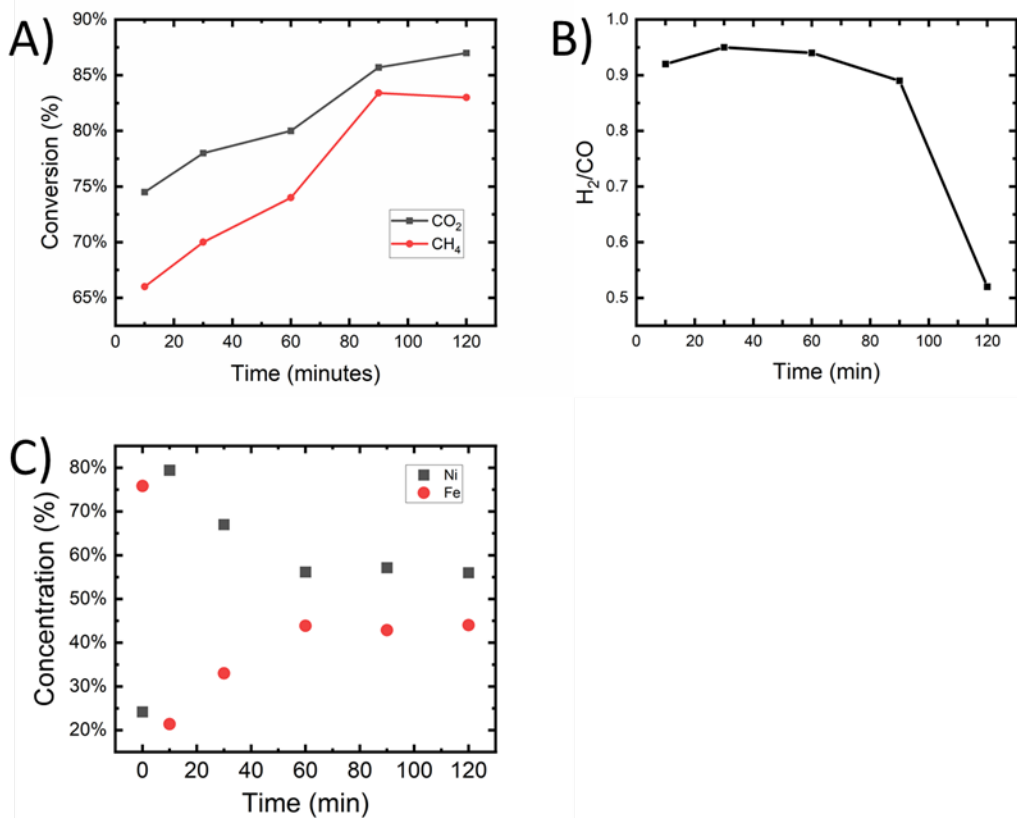 A)
90%
85%
80%
75%
70%
65%
Conversion (%)
CO₂
CH₄
0 20 40 60 80 100 120
Time (minutes)
B)
1.0
0.9
0.8
0.7
0.6
0.5
H₂/CO
0 20 40 60 80 100 120
Time (min)
C)
80%
70%
60%
50%
40%
30%
20%
Concentration (%)
Ni
Fe
0 20 40 60 80 100 120
Time (min)